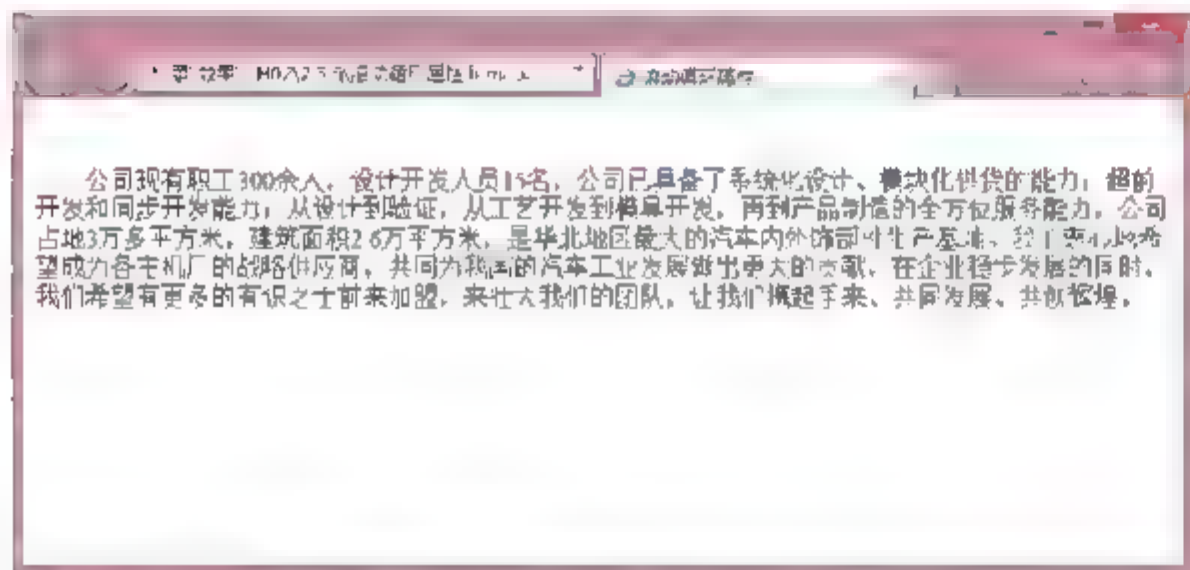 公司现有职工300余人，设计开发人员15名，公司已具备了系统化设计、模块化供货的能力；超前
开发和同步开发能力；从设计到验证，从工艺开发到模具开发，再到产品制造的全方位服务能力，公司
占地3万多平方米，建筑面积2.6万平方米，是华北地区最大的汽车内外饰部件生产基地。我们更希
望成为各主机厂的战略供应商，共同为我国的汽车工业发展做出更大的贡献，在企业稳步发展的同时，
我们希望有更多的有识之士前来加盟，来壮大我们的团队，让我们携起手来、共同发展、共创辉煌。